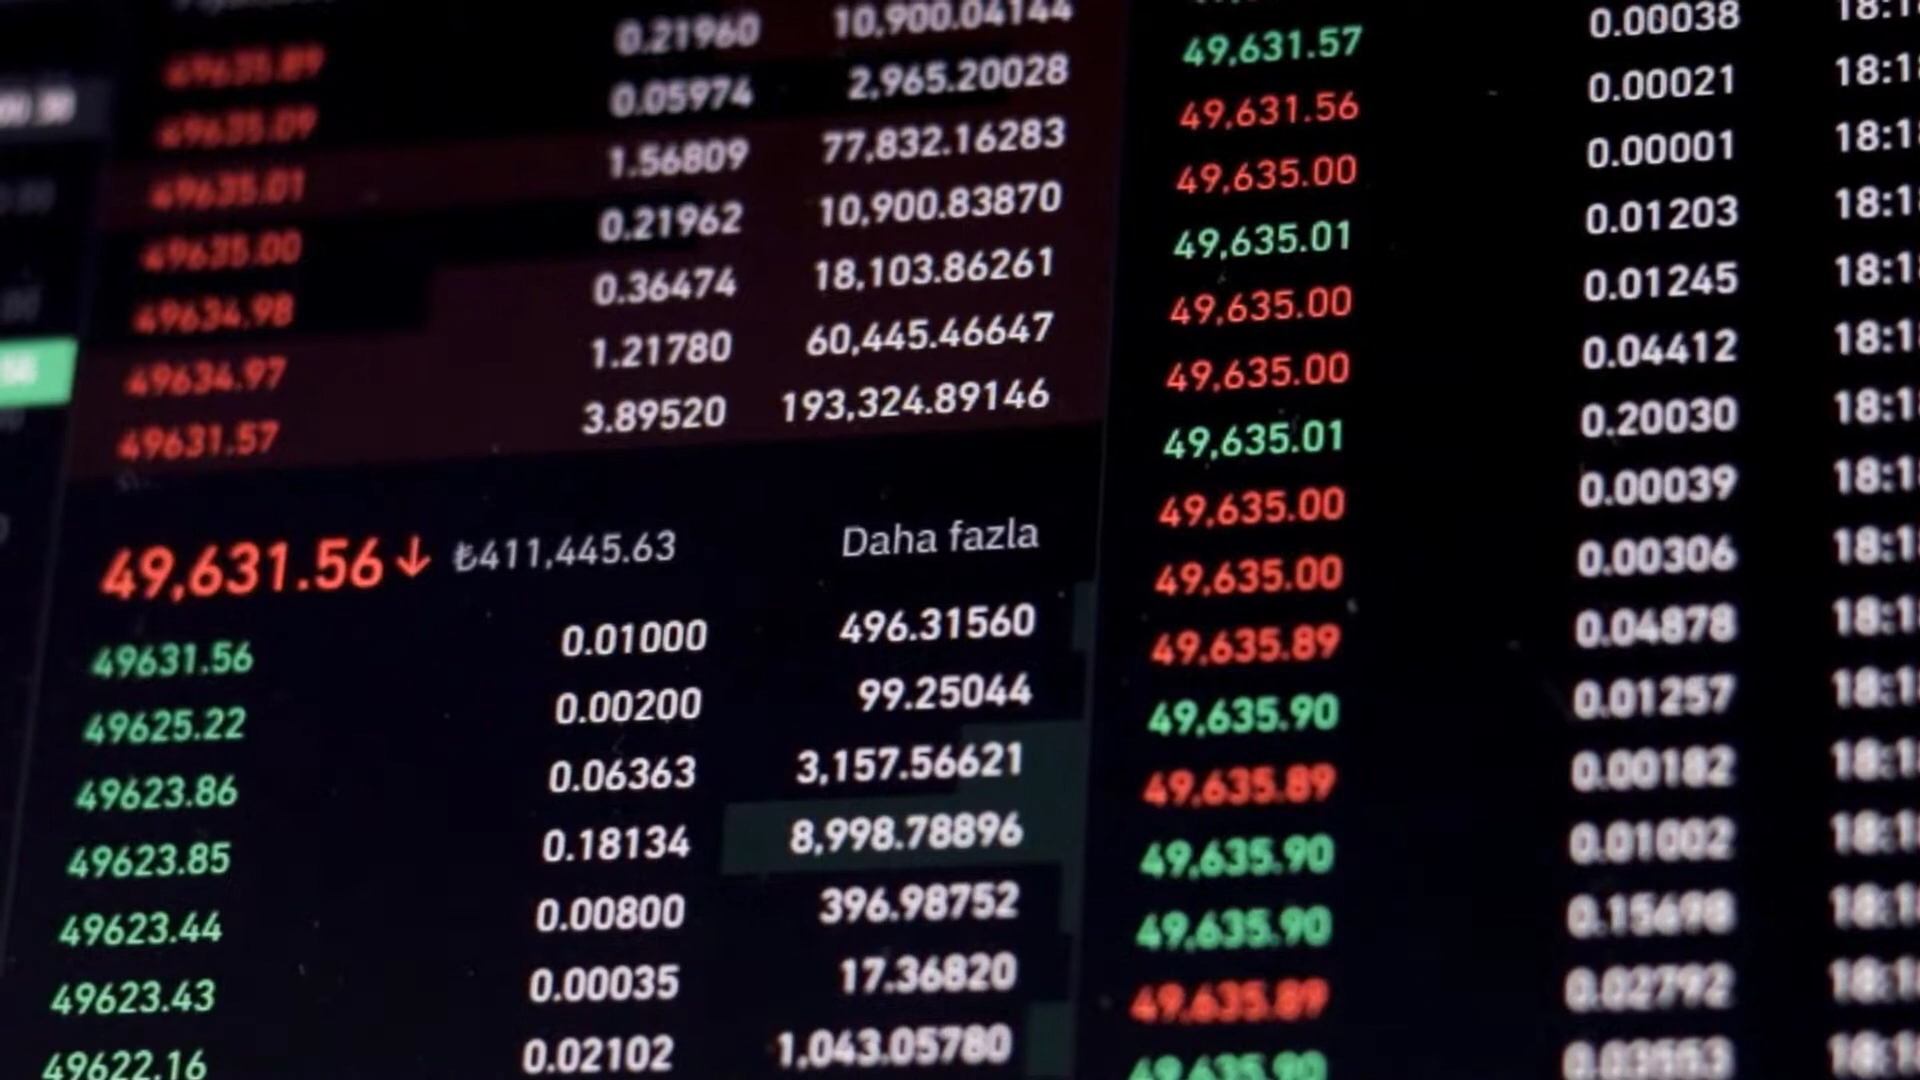 49635.89 0.21960 10,900.04144
49635.09 0.05974 2,965.20028
49635.01 1.56809 77,832.16283
49635.00 0.21962 10,900.83870
49634.98 0.36474 18,103.86261
49634.97 1.21780 60,445.46647
49631.57 3.89520 193,324.89146
49,631.56↓ ₺411,445.63 Daha fazla
49631.56 0.01000 496.31560
49625.22 0.00200 99.25044
49623.86 0.06363 3,157.56621
49623.85 0.18134 8,998.78896
49623.44 0.00800 396.98752
49623.43 0.00035 17.36820
49622.16 0.02102 1,043.05780
49,631.57 0.00038 18:1
49,631.56 0.00021 18:1
49,635.00 0.00001 18:1
49,635.01 0.01203 18:1
49,635.00 0.01245 18:1
49,635.00 0.04412 18:1
49,635.01 0.20030 18:1
49,635.00 0.00039 18:1
49,635.00 0.00306 18:1
49,635.89 0.04878 18:1
49,635.90 0.01257 18:1
49,635.89 0.00182 18:1
49,635.90 0.01002 18:1
49,635.90 0.15698 18:1
49,635.89 0.02792 18:1
49,635.90 0.03553 18:1